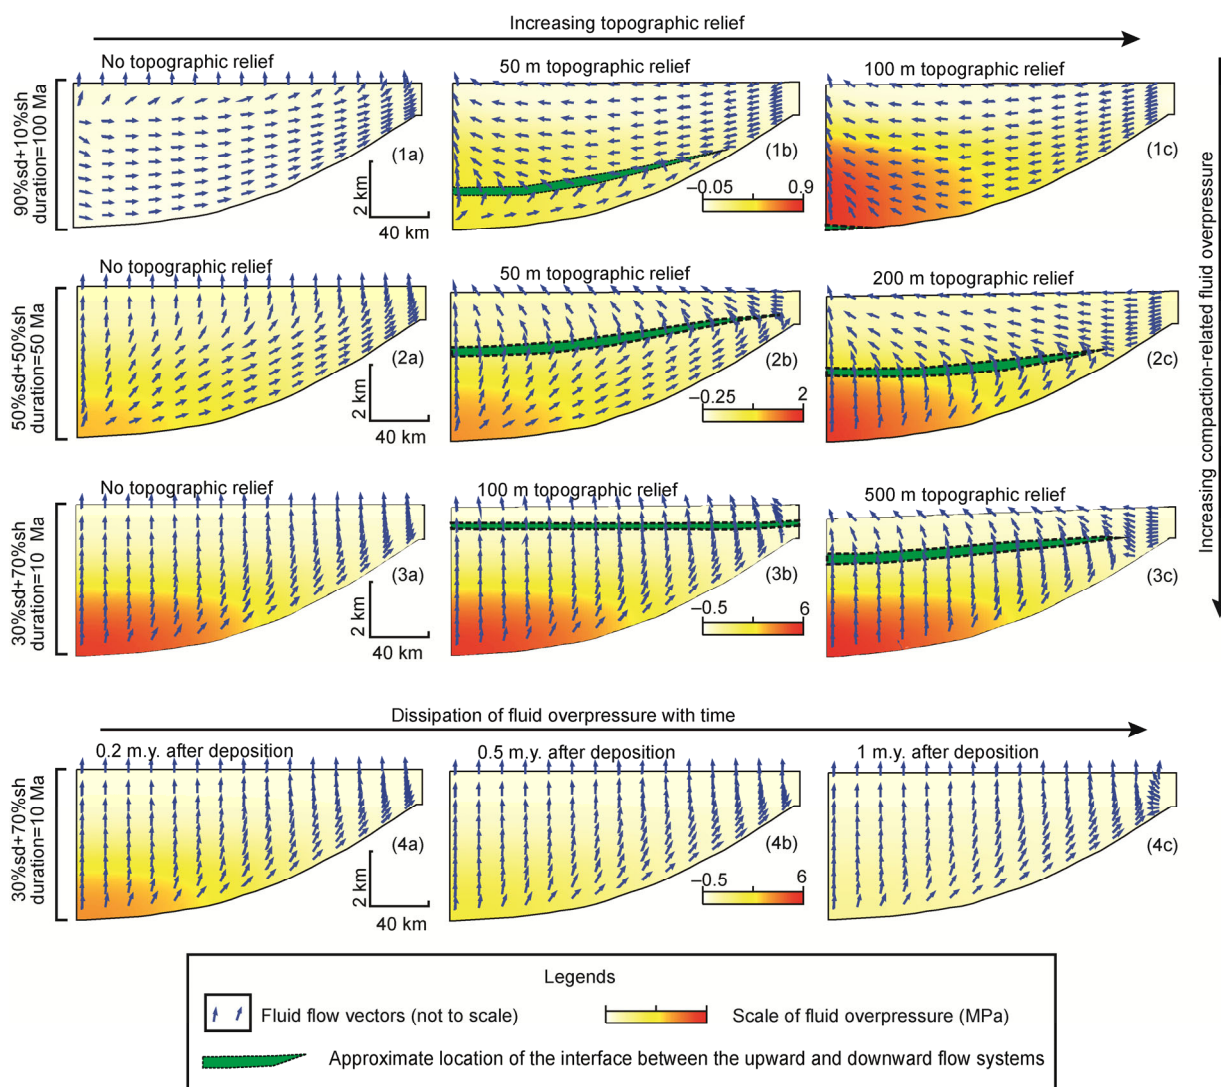 Increasing topographic relief
No topographic relief
50 m topographic relief
100 m topographic relief
90%sd+10%sh
duration=100 Ma
(1a)
2 km
40 km
(1b)
–0.05 0.9
(1c)
No topographic relief
50 m topographic relief
200 m topographic relief
50%sd+50%sh
duration=50 Ma
(2a)
2 km
40 km
(2b)
–0.25 2
(2c)
No topographic relief
100 m topographic relief
500 m topographic relief
30%sd+70%sh
duration=10 Ma
(3a)
2 km
40 km
(3b)
–0.5 6
(3c)
Increasing compaction-related fluid overpressure
Dissipation of fluid overpressure with time
0.2 m.y. after deposition
0.5 m.y. after deposition
1 m.y. after deposition
30%sd+70%sh
duration=10 Ma
(4a)
2 km
40 km
(4b)
–0.5 6
(4c)
Legends
Fluid flow vectors (not to scale)
Scale of fluid overpressure (MPa)
Approximate location of the interface between the upward and downward flow systems